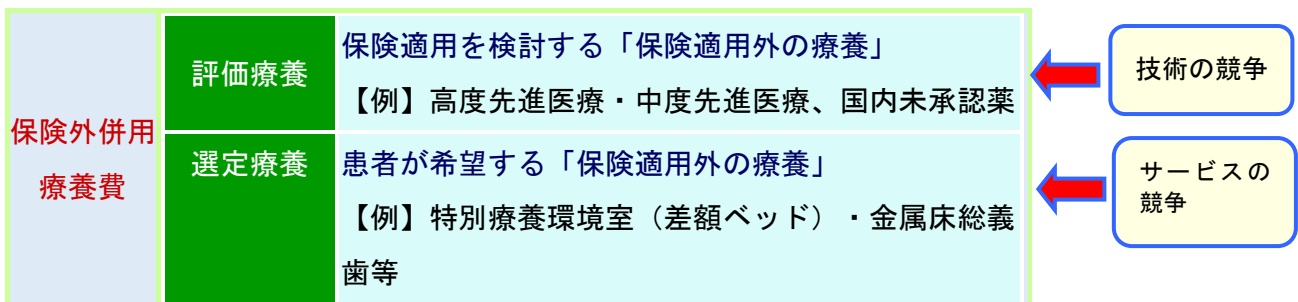 保険外併用
療養費
評価療養
保険適用を検討する「保険適用外の療養」
【例】高度先進医療・中度先進医療、国内未承認薬
技術の競争
選定療養
患者が希望する「保険適用外の療養」
【例】特別療養環境室（差額ベッド）・金属床総義
歯等
サービスの
競争